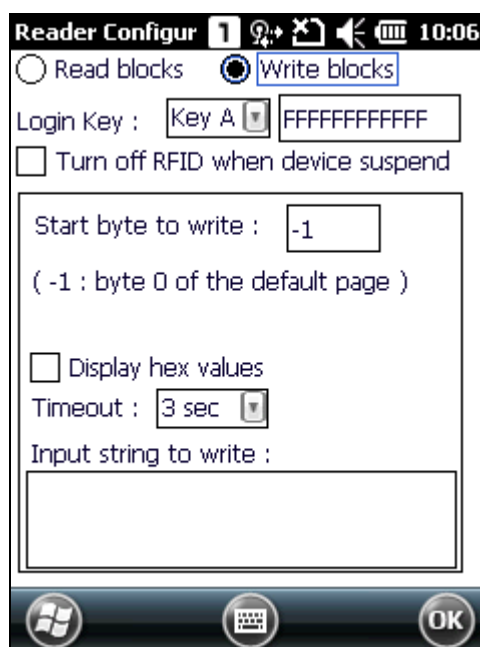 Reader Configur 1 10:06
Read blocks Write blocks
Login Key : Key A FFFFFFFFFFFF
Turn off RFID when device suspend
Start byte to write : -1
( -1 : byte 0 of the default page )
Display hex values
Timeout : 3 sec
Input string to write :
OK